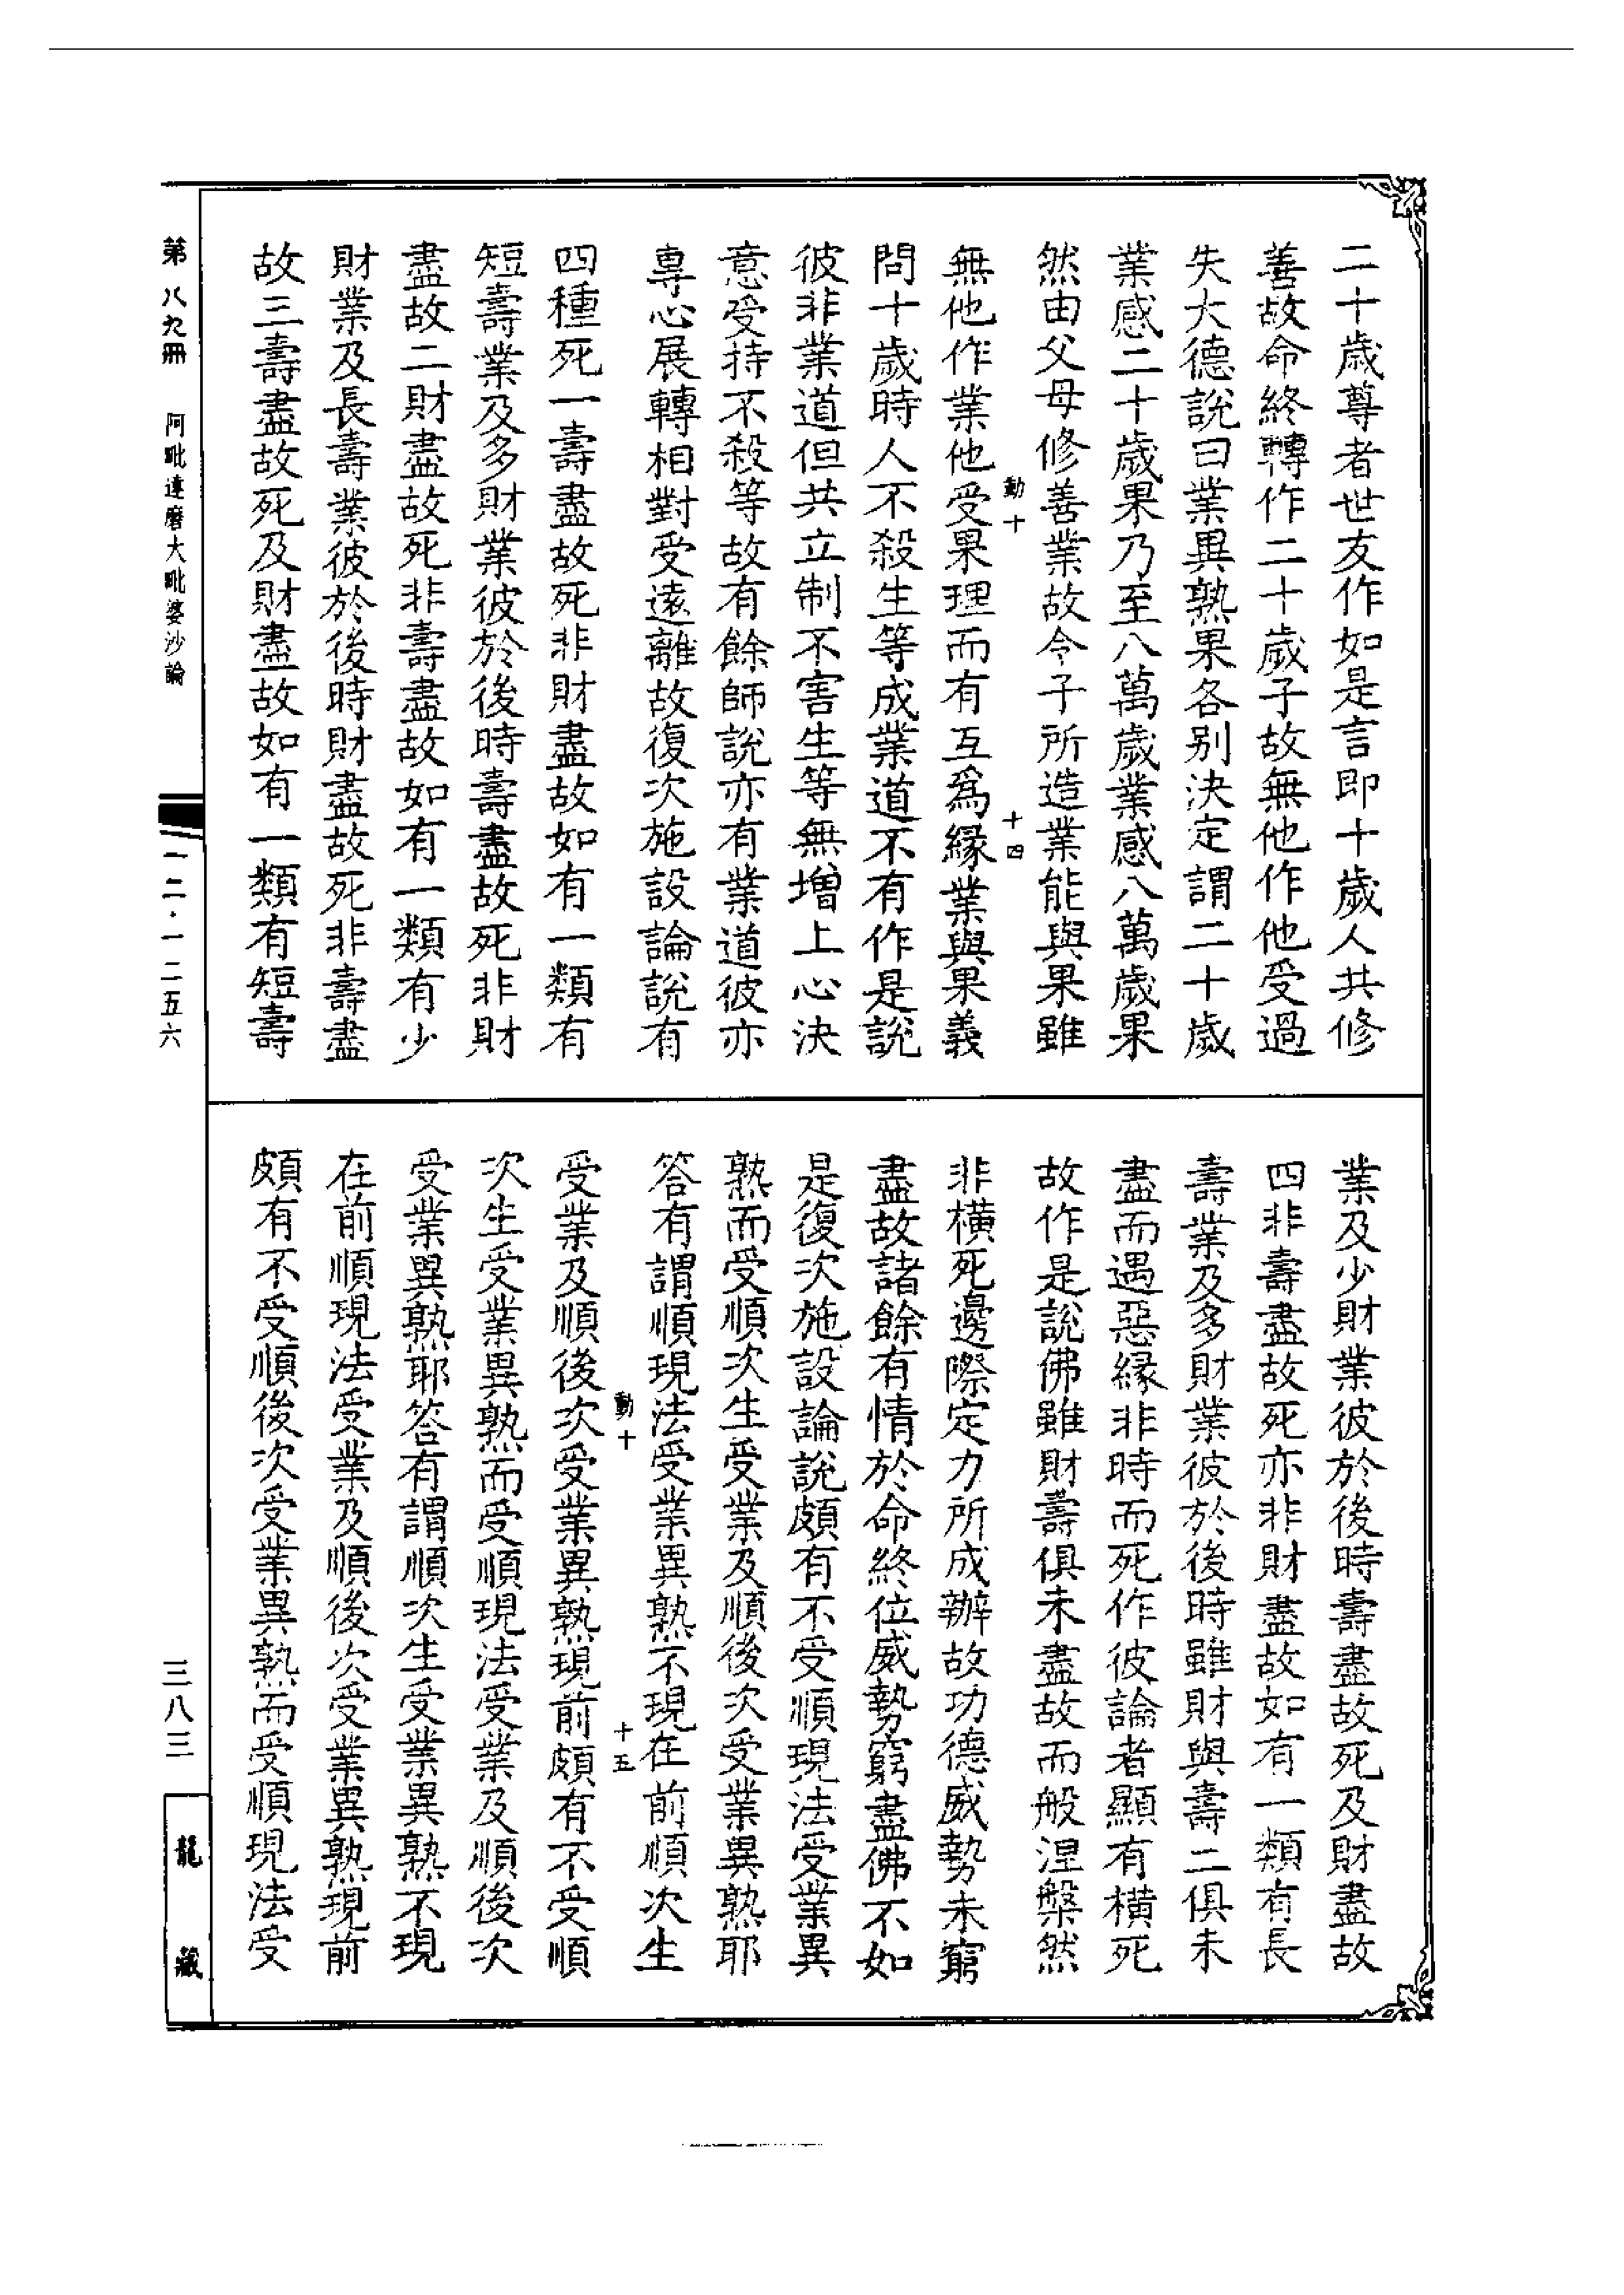 二十歲尊者世友作如是言即十歲人共修
善故命終轉作二十歲子故無他作他受過
失大德說曰業異熟果各別決定謂二十歲
業感二十歲果乃至八萬歲業感八萬歲果
然由父母修善業故令子所造業能與果雖
動十 十四
無他作業他受果理而有互爲緣業與果義
問十歲時人不殺生等成業道不有作是說
彼非業道但共立制不害生等無增上心決
意受持不殺等故有餘師說亦有業道彼亦
專心展轉相對受遠離故復次施設論說有
四種死一壽盡故死非財盡故如有一類有
短壽業及多財業彼於後時壽盡故死非財
盡故二財盡故死非壽盡故如有一類有少
財業及長壽業彼於後時財盡故死非壽盡
故三壽盡故死及財盡故如有一類有短壽
業及少財業彼於後時壽盡故死及財盡故
四非壽盡故死亦非財盡故如有一類有長
壽業及多財業彼於後時雖財與壽二俱未
盡而遇惡緣非時而死作彼論者顯有橫死
故作是說佛雖財壽俱未盡故而般涅槃然
非橫死邊際定力所成辦故功德威勢未窮
盡故諸餘有情於命終位威勢窮盡佛不如
是復次施設論說頗有不受順現法受業異
熟而受順次生受業及順後次受業異熟耶
答有謂順現法受業異熟不現在前順次生
動十 十五
受業及順後次受業異熟現前頗有不受順
次生受業異熟而受順現法受業及順後次
受業異熟耶答有謂順次生受業異熟不現
在前順現法受業及順後次受業異熟現前
頗有不受順後次受業異熟而受順現法受
第八九冊 阿毗達磨大毗婆沙論 一二·一二五六 三八三 龍藏